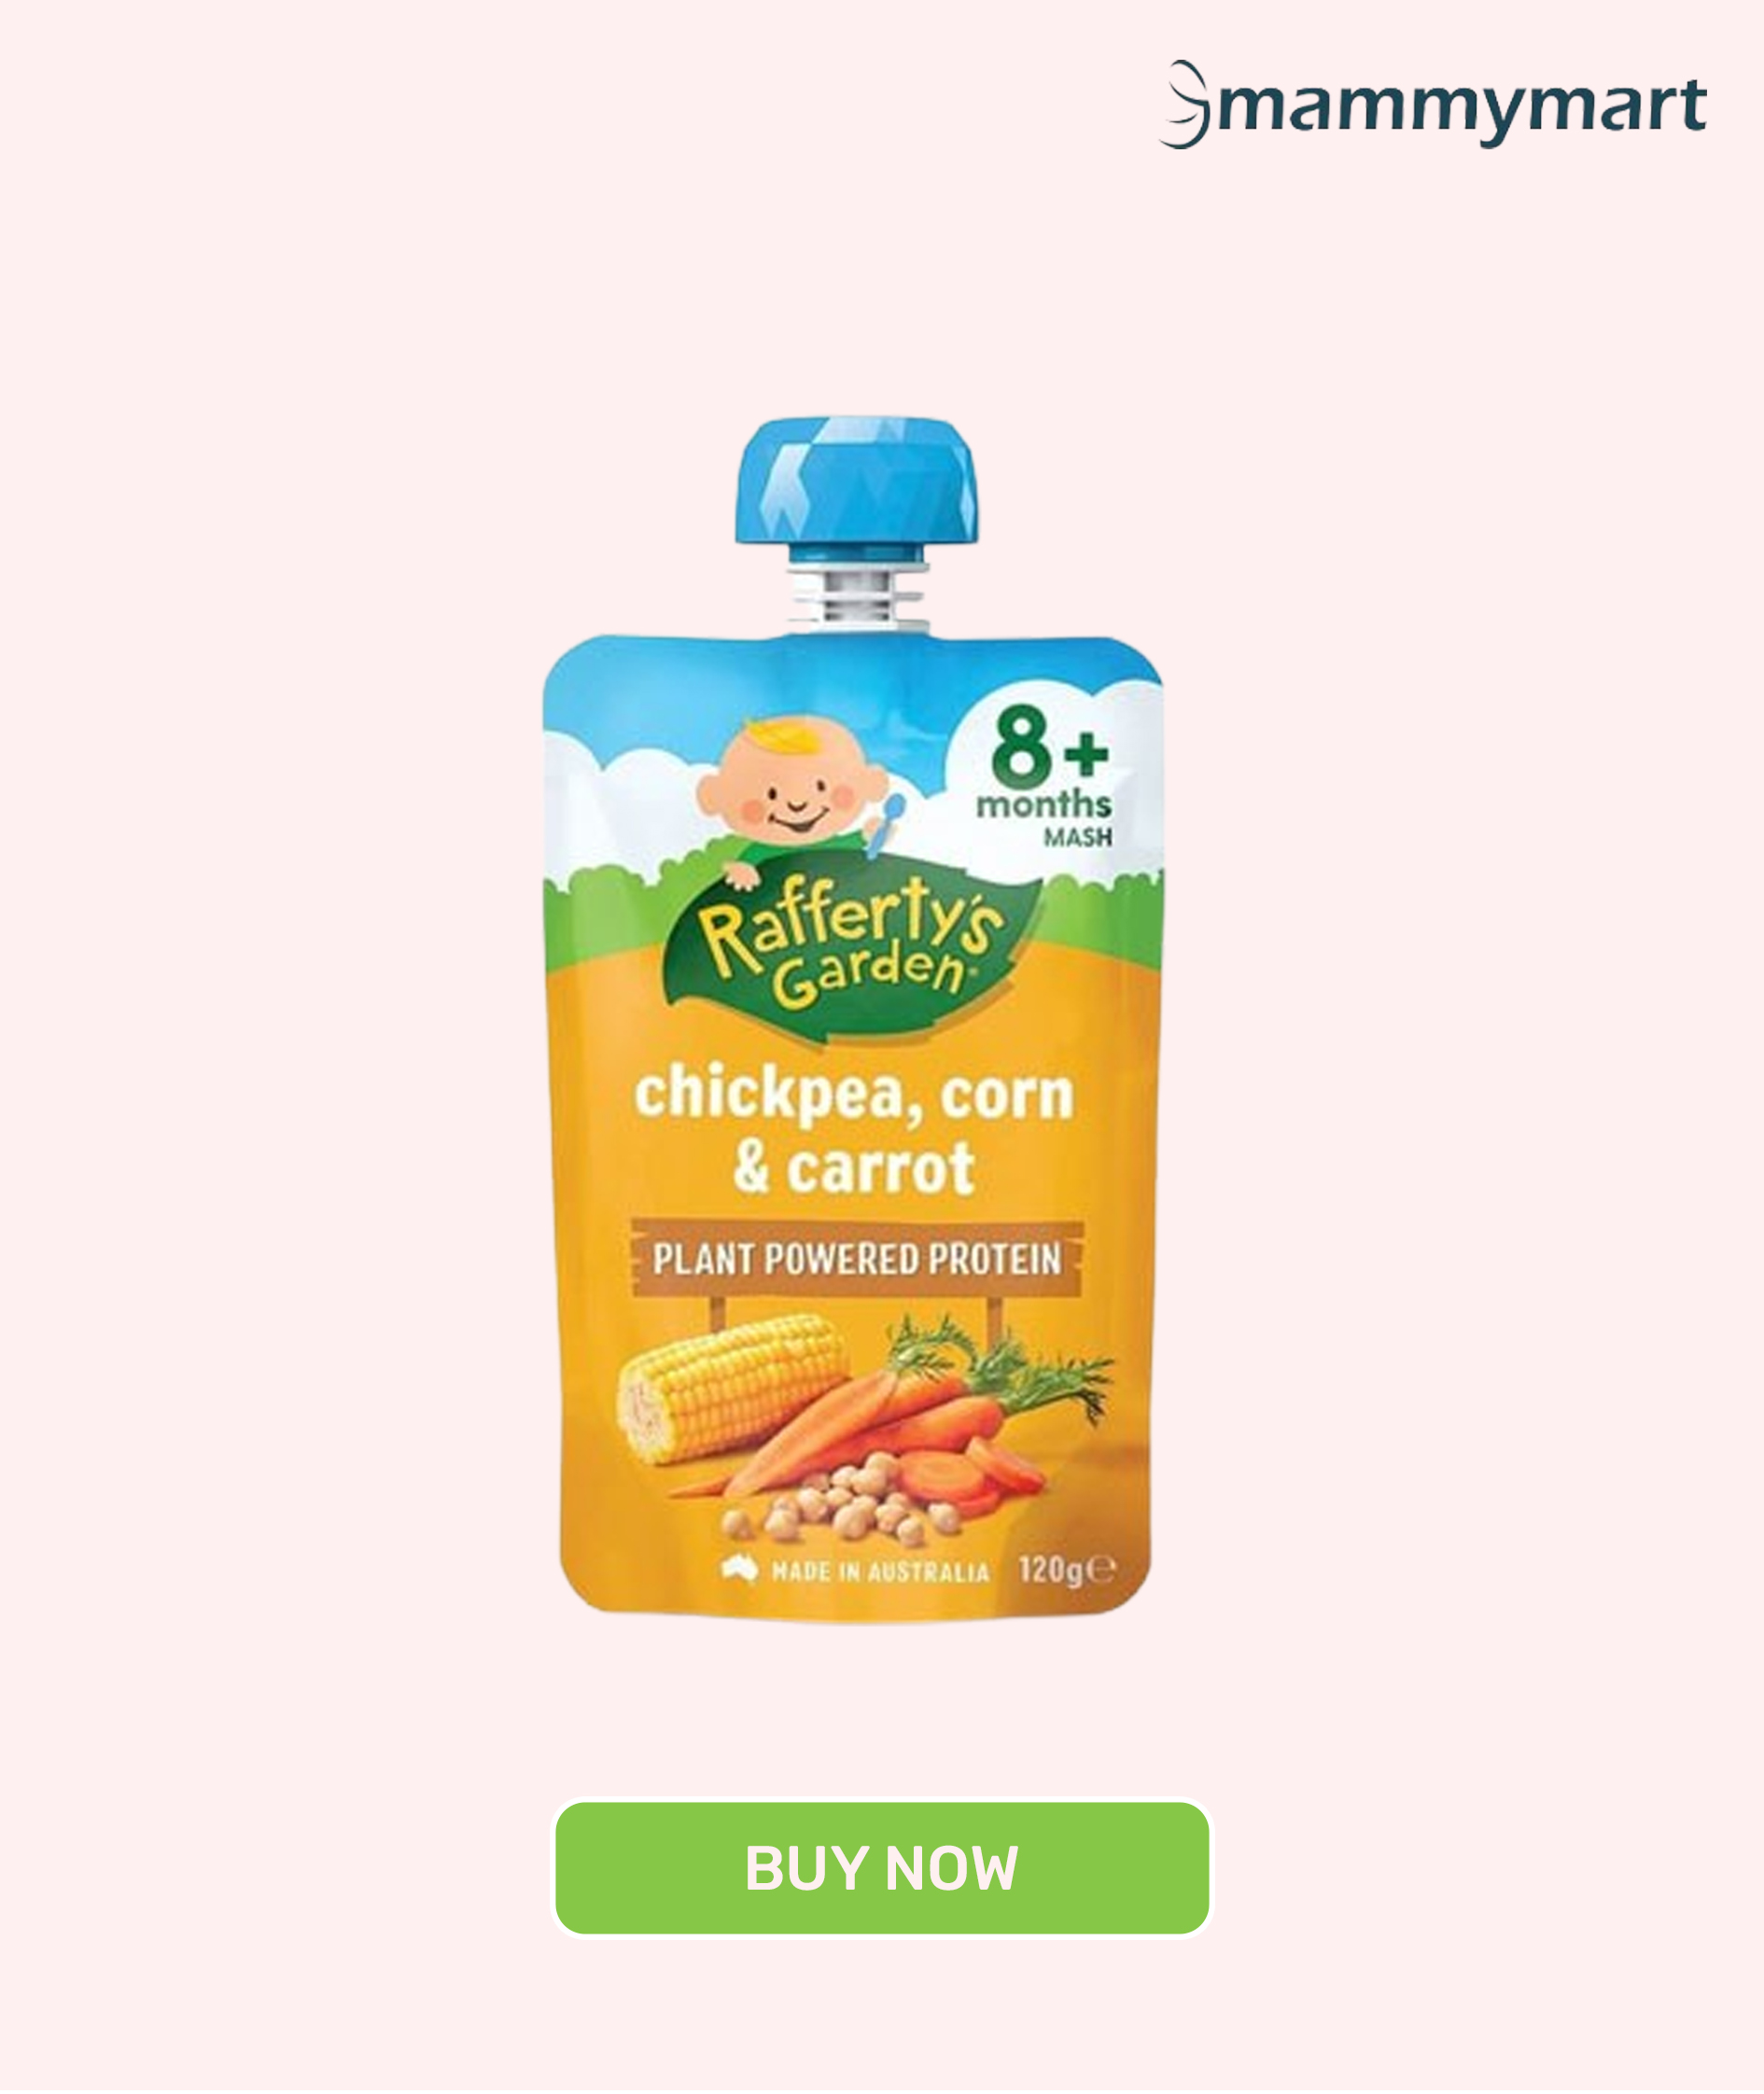 mammymart
8+
months
MASH
Rafferty's
Garden
chickpea, corn
& carrot
PLANT POWERED PROTEIN
MADE IN AUSTRALIA 120g℮
BUY NOW